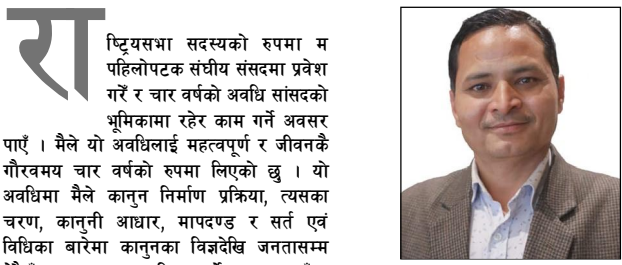 राष्ट्रियसभा सदस्यको रुपमा म
पहिलोपटक संघीय संसदमा प्रवेश
गरेँ र चार वर्षको अवधि सांसदको
भूमिकामा रहेर काम गर्ने अवसर
पाएँ । मैले यो अवधिलाई महत्वपूर्ण र जीवनकै
गौरवमय चार वर्षको रुपमा लिएको छु । यो
अवधिमा मैले कानुन निर्माण प्रक्रिया, त्यसका
चरण, कानुनी आधार, मापदण्ड र सर्त एवं
विधिका बारेमा कानुनका विज्ञदेखि जनतासम्म